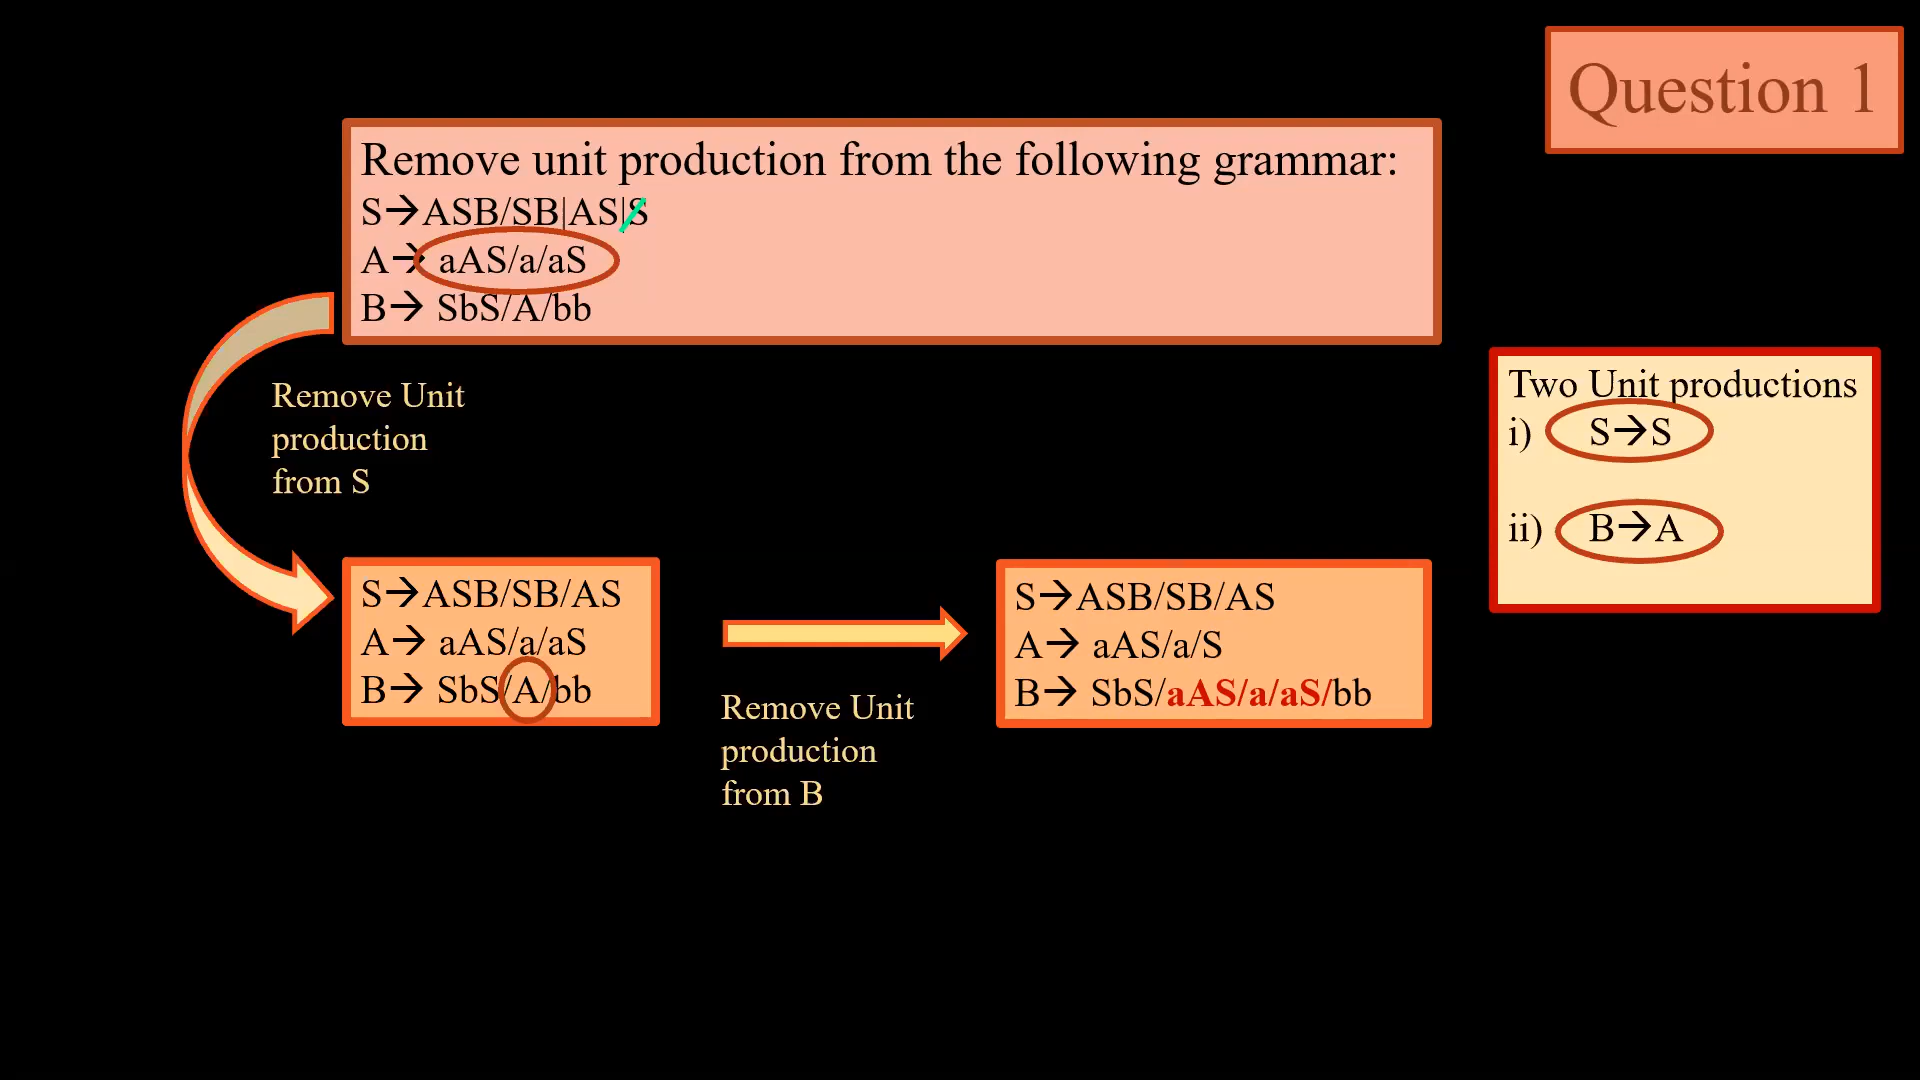 Question 1
Remove unit production from the following grammar:
S→ASB/SB|AS|S
A→ aAS/a/aS
B→ SbS/A/bb
Remove Unit
production
from S
Two Unit productions
i) S→S
ii) B→A
S→ASB/SB/AS
A→ aAS/a/aS
B→ SbS/A/bb
Remove Unit
production
from B
S→ASB/SB/AS
A→ aAS/a/S
B→ SbS/aAS/a/aS/bb